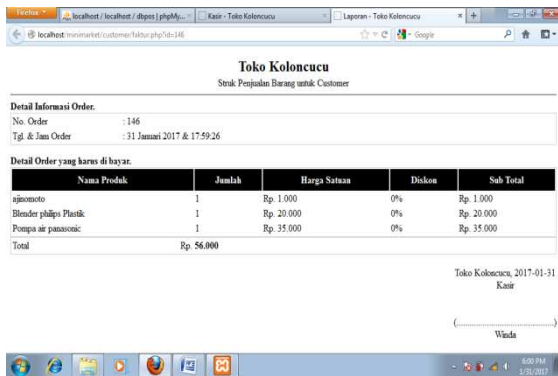 Firefox
localhost / localhost / dbpos | phpMy...
Kasir - Toko Koloncucu
Laporan - Toko Koloncucu
localhost/minimarket/customer/faktur.php?id=146
Google
Toko Koloncucu
Struk Penjualan Barang untuk Customer
Detail Informasi Order.
No. Order : 146
Tgl. & Jam Order : 31 Januari 2017 & 17:59:26
Detail Order yang harus di bayar.
Nama Produk Jumlah Harga Satuan Diskon Sub Total
ajinomoto 1 Rp. 1.000 0% Rp. 1.000
Blender philips Plastik 1 Rp. 20.000 0% Rp. 20.000
Pompa air panasonic 1 Rp. 35.000 0% Rp. 35.000
Total Rp. 56.000
Toko Koloncucu, 2017-01-31
Kasir
(..........................................)
Winda
6:00 PM
1/31/2017